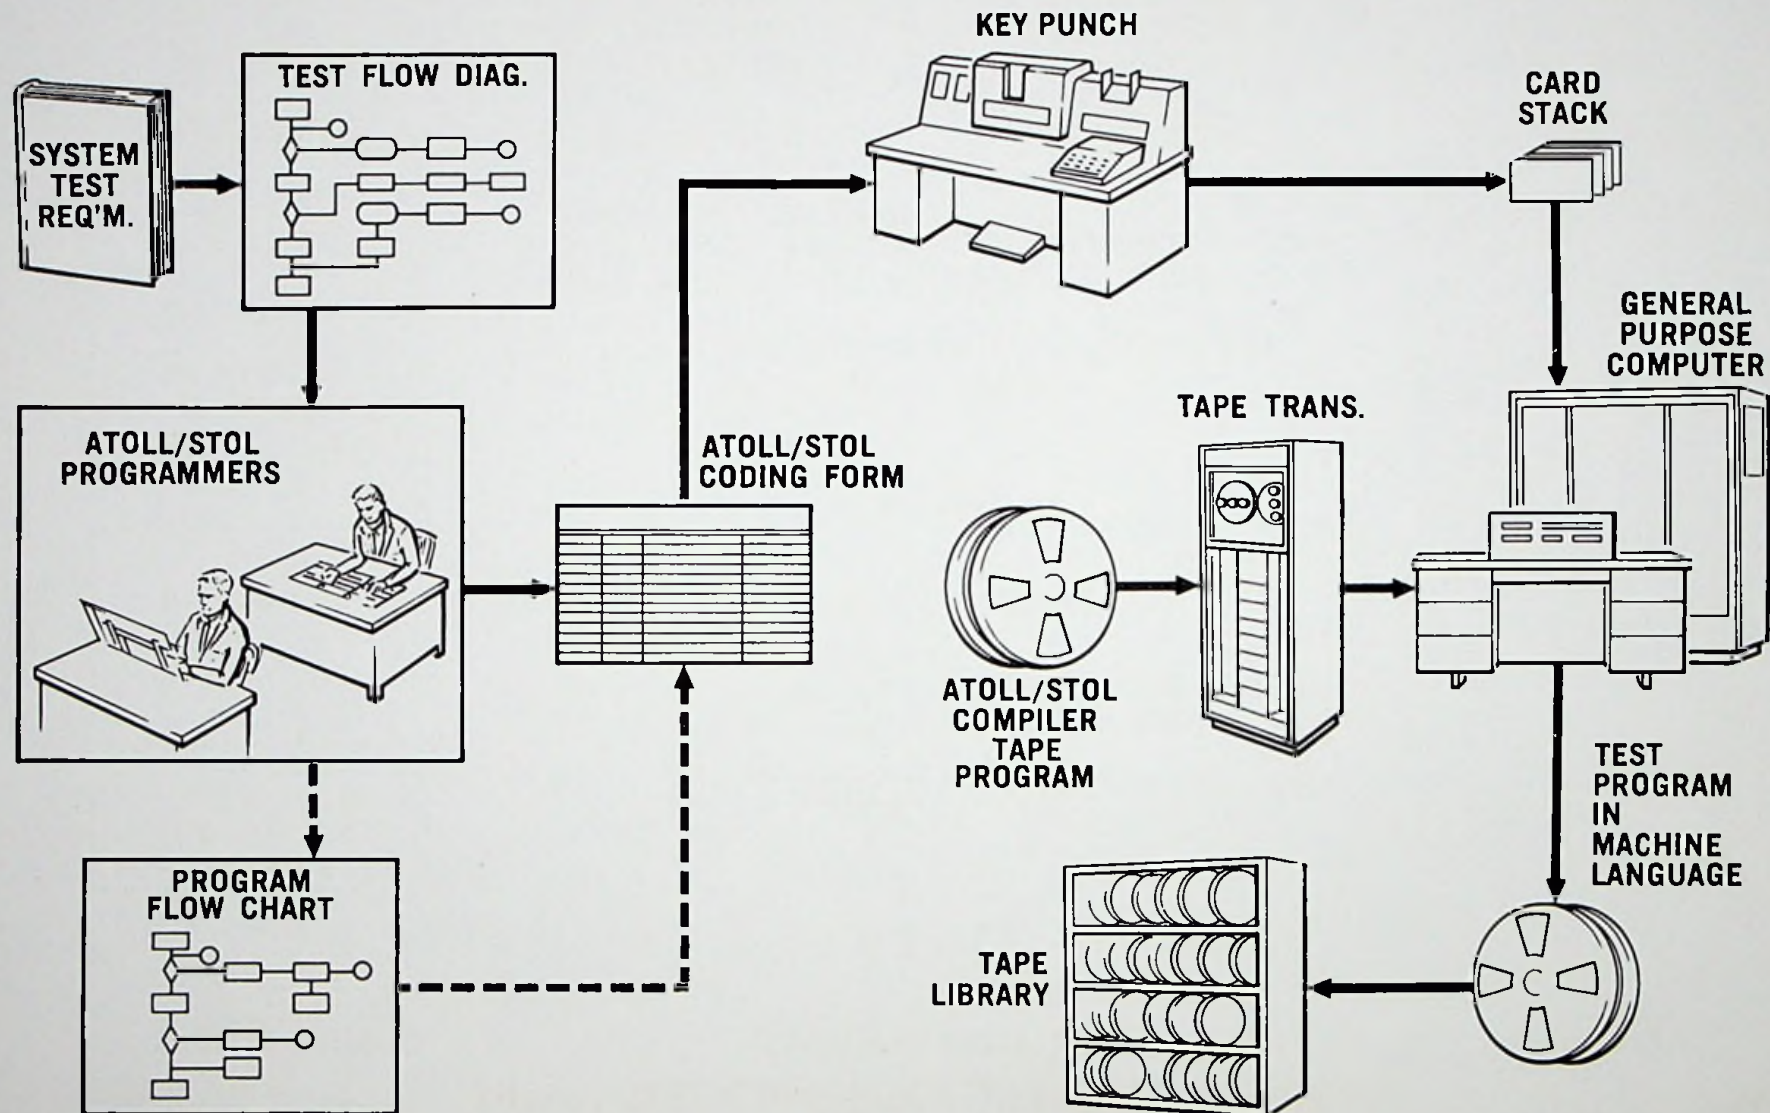 KEY PUNCH
TEST FLOW DIAG.
CARD
STACK
SYSTEM
TEST
REQ'M.
GENERAL
PURPOSE
COMPUTER
TAPE TRANS.
ATOLL/STOL
PROGRAMMERS
ATOLL/STOL
CODING FORM
ATOLL/STOL
COMPILER
TAPE
PROGRAM
TEST
PROGRAM
IN
MACHINE
LANGUAGE
PROGRAM
FLOW CHART
TAPE
LIBRARY